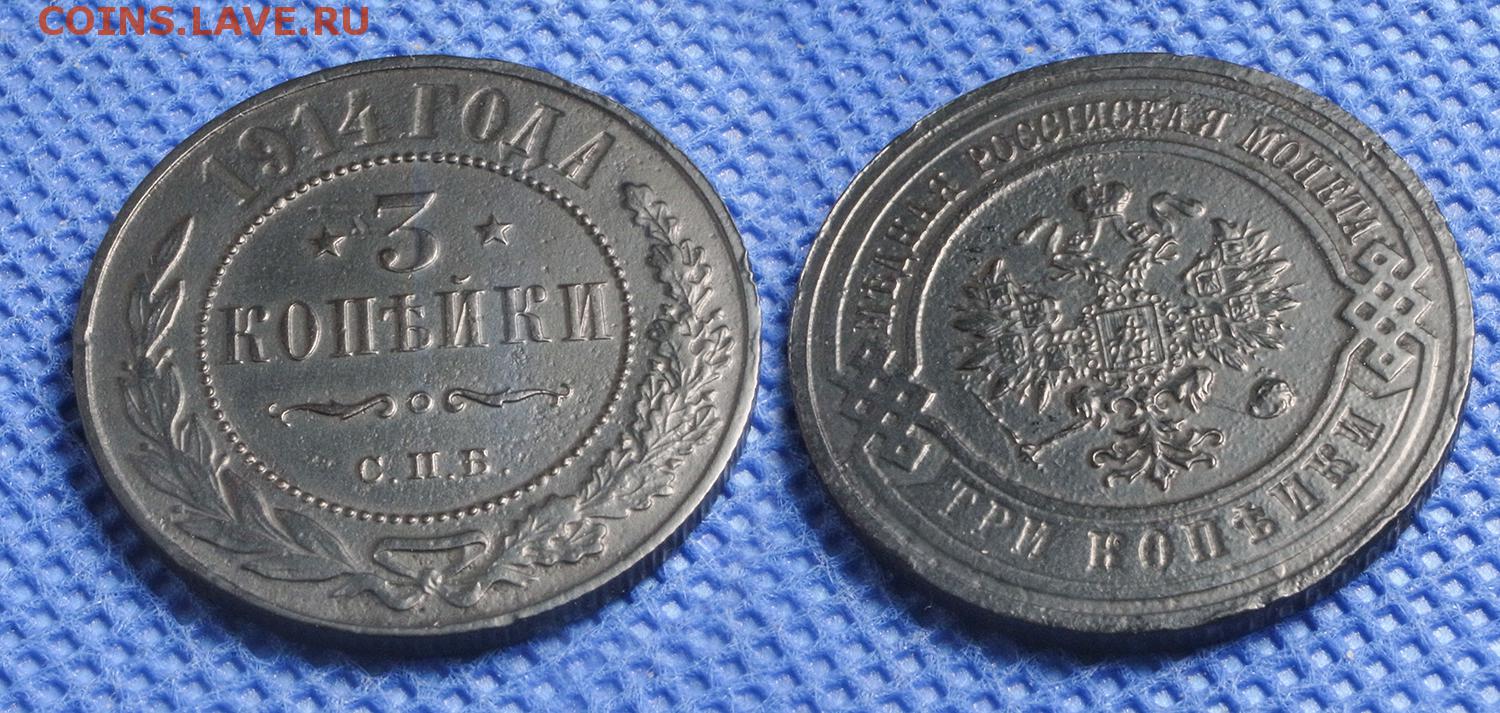 COINS.LAVE.RU
1914 ГОДА
3
КОПѢЙКИ
С.П.Б.
МѢДНАЯ РОССІЙСКАЯ МОНЕТА
ТРИ КОПѢЙКИ